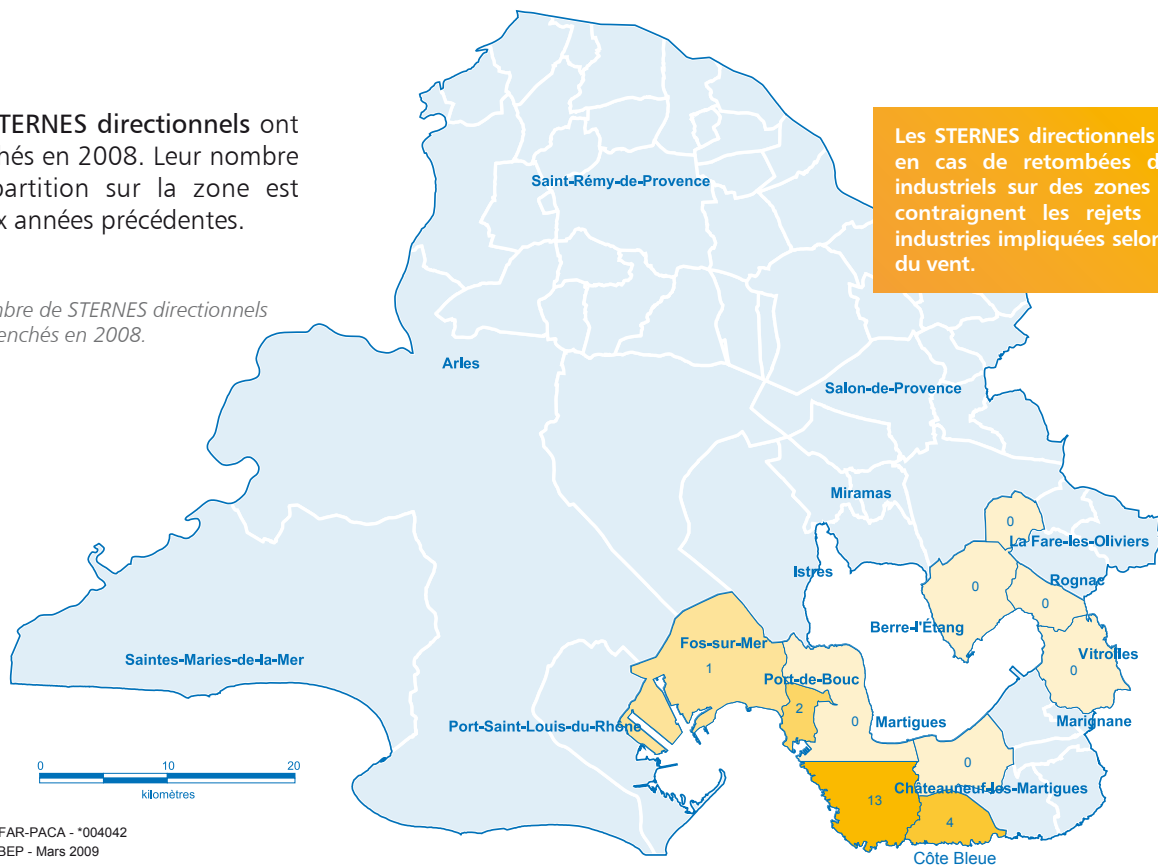 TERNES directionnels ont
hés en 2008. Leur nombre
partition sur la zone est
x années précédentes.
bre de STERNES directionnels
enchés en 2008.
Les STERNES directionnels
en cas de retombées d
industriels sur des zones
contraignent les rejets
industries impliquées selon
du vent.
Saint-Rémy-de-Provence
Arles
Salon-de-Provence
Miramas
0
La Fare-les-Oliviers
Istres
0
Rognac
0
Berre-l'Étang
Fos-sur-Mer
1
Saintes-Maries-de-la-Mer
Vitrolles
0
Port-de-Bouc
2
0
Martigues
Port-Saint-Louis-du-Rhône
Marignane
0
Châteauneuf-les-Martigues
13
4
Côte Bleue
0 10 20
kilomètres
FAR-PACA - *004042
BEP - Mars 2009